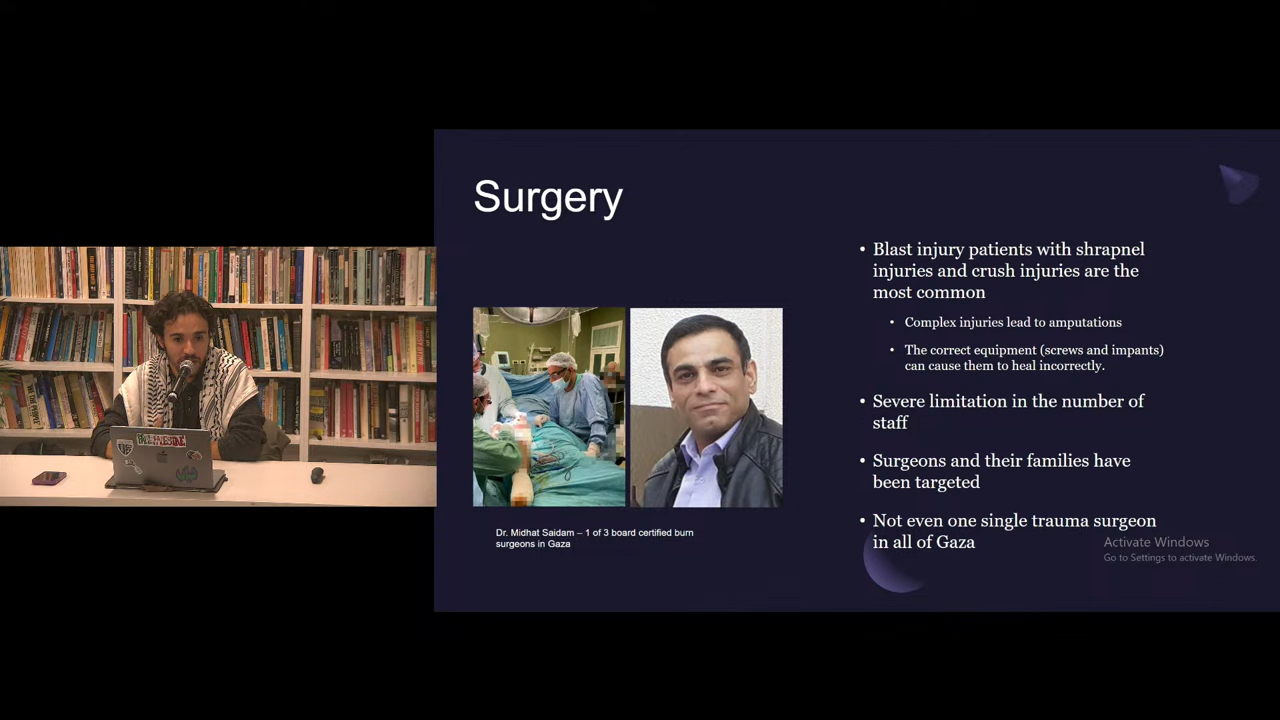 Surgery
• Blast injury patients with shrapnel
injuries and crush injuries are the
most common
• Complex injuries lead to amputations
• The correct equipment (screws and impants)
can cause them to heal incorrectly.
• Severe limitation in the number of
staff
• Surgeons and their families have
been targeted
• Not even one single trauma surgeon
in all of Gaza
Dr. Midhat Saidam – 1 of 3 board certified burn
surgeons in Gaza
Activate Windows
Go to Settings to activate Windows.